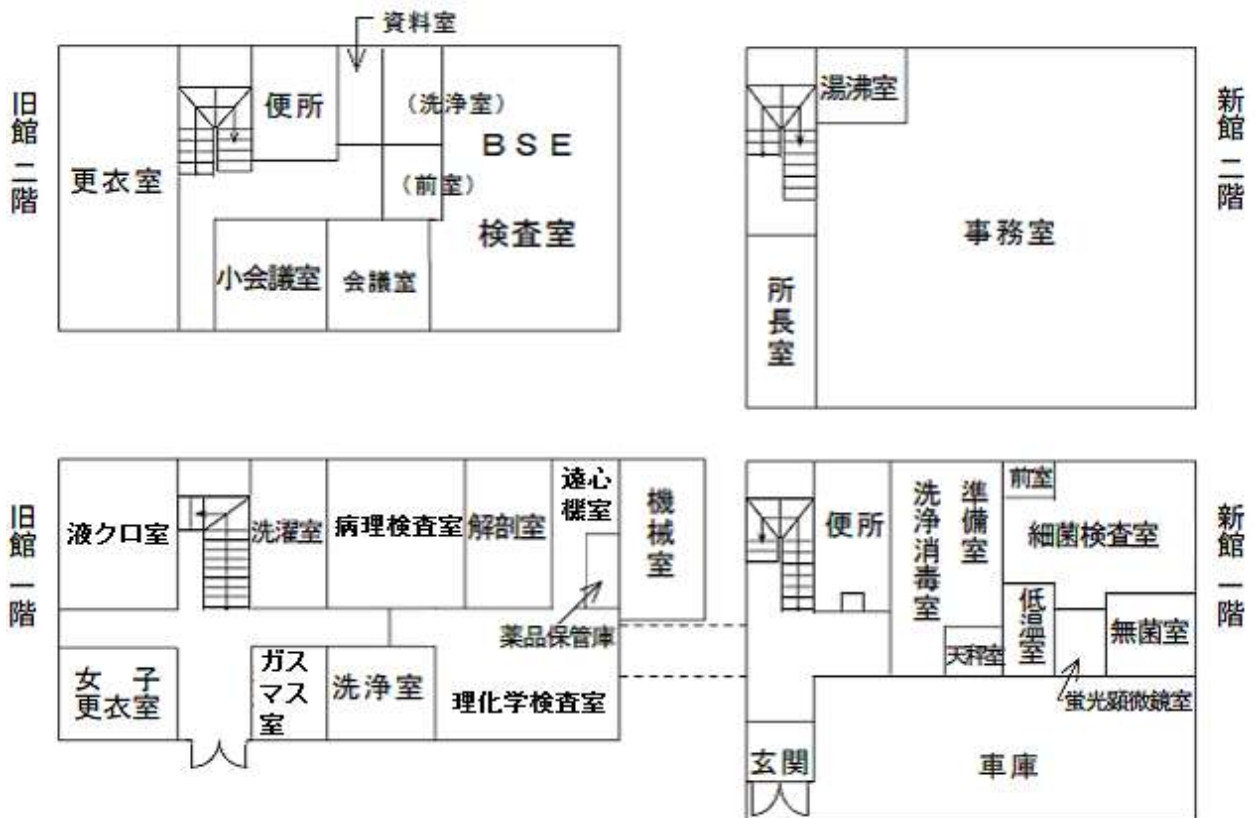 資料室
旧館 二階
更衣室
便所
(洗浄室)
BSE
検査室
(前室)
小会議室
会議室
新館 二階
湯沸室
事務室
所長室
旧館 一階
液クロ室
洗濯室
病理検査室
解剖室
遠心
機室
機械室
薬品保管庫
女 子
更衣室
ガス
マス
室
洗浄室
理化学検査室
新館 一階
便所
洗浄消毒室
準備室
前室
細菌検査室
低温室
無菌室
天秤室
蛍光顕微鏡室
玄関
車庫